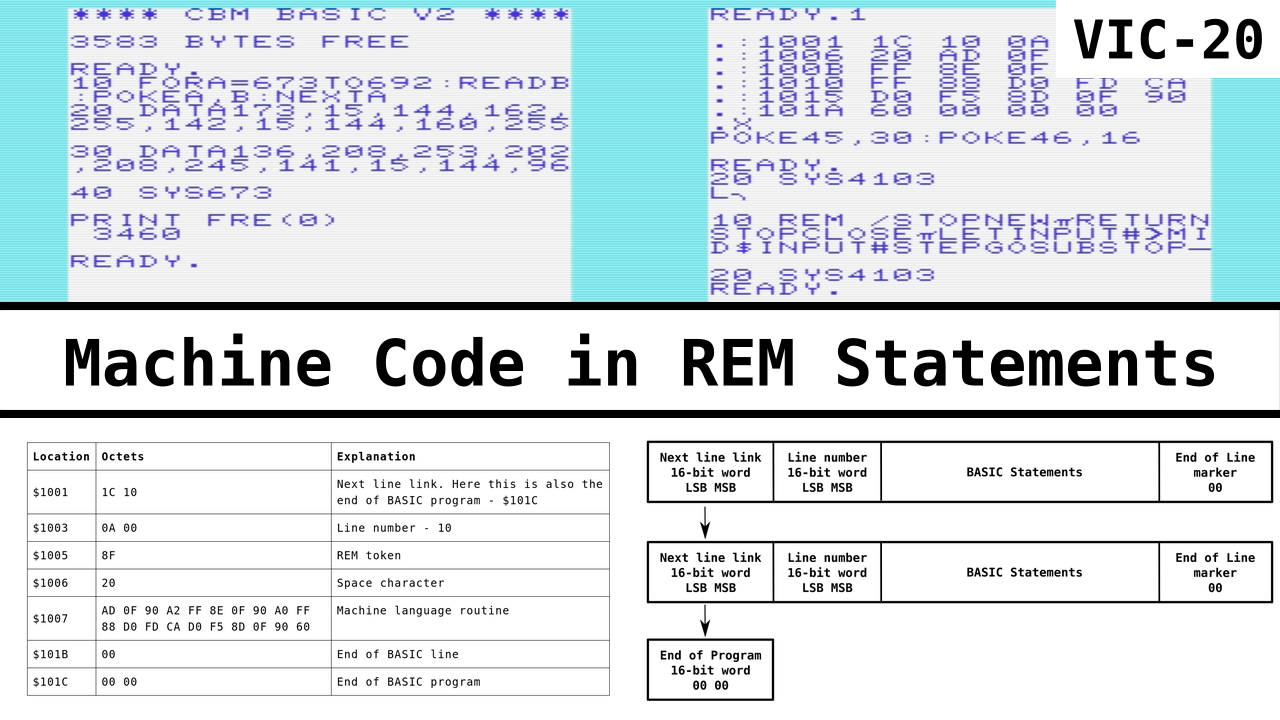 **** CBM BASIC V2 ****
3583 BYTES FREE
READY.
10 FORA=673TO692:READB
:POKEA,B:NEXTA
20 DATA173,15,144,162,
255,142,15,144,160,255
30 DATA136,208,253,202
,208,245,141,15,144,96
40 SYS673
PRINT FRE(0)
3460
READY.
READY.1
.:1001 1C 10 0A
.:1006 20 AD 0F
.:100B FF 8E 0F
.:1010 FF 88 D0 FD CA
.:1015 D0 F5 8D 0F 90
.:101A 60 00 00 00
.X
POKE45,30:POKE46,16
READY.
20 SYS4103
10 REM /STOPNEWπRETURN
STOPCLOSEπLETINPUT#>MI
D$INPUT#STEPGOSUBSTOP—
20 SYS4103
READY.
VIC-20
Machine Code in REM Statements
Location Octets Explanation
$1001 1C 10 Next line link. Here this is also the
end of BASIC program - $101C
$1003 0A 00 Line number - 10
$1005 8F REM token
$1006 20 Space character
$1007 AD 0F 90 A2 FF 8E 0F 90 A0 FF Machine language routine
88 D0 FD CA D0 F5 8D 0F 90 60
$101B 00 End of BASIC line
$101C 00 00 End of BASIC program
Next line link
16-bit word
LSB MSB
Line number
16-bit word
LSB MSB
BASIC Statements
End of Line
marker
00
Next line link
16-bit word
LSB MSB
Line number
16-bit word
LSB MSB
BASIC Statements
End of Line
marker
00
End of Program
16-bit word
00 00